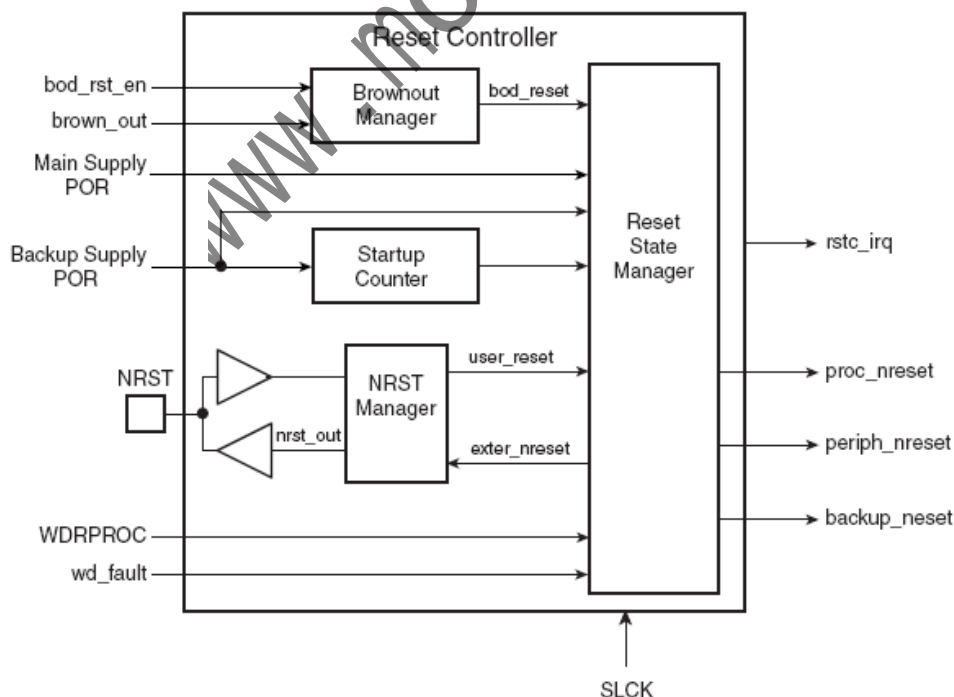 Reset Controller
bod_rst_en
brown_out
Brownout
Manager
bod_reset
Main Supply
POR
Backup Supply
POR
Startup
Counter
Reset
State
Manager
rstc_irq
NRST
NRST
Manager
user_reset
nrst_out
exter_nreset
proc_nreset
periph_nreset
backup_neset
WDRPROC
wd_fault
SLCK